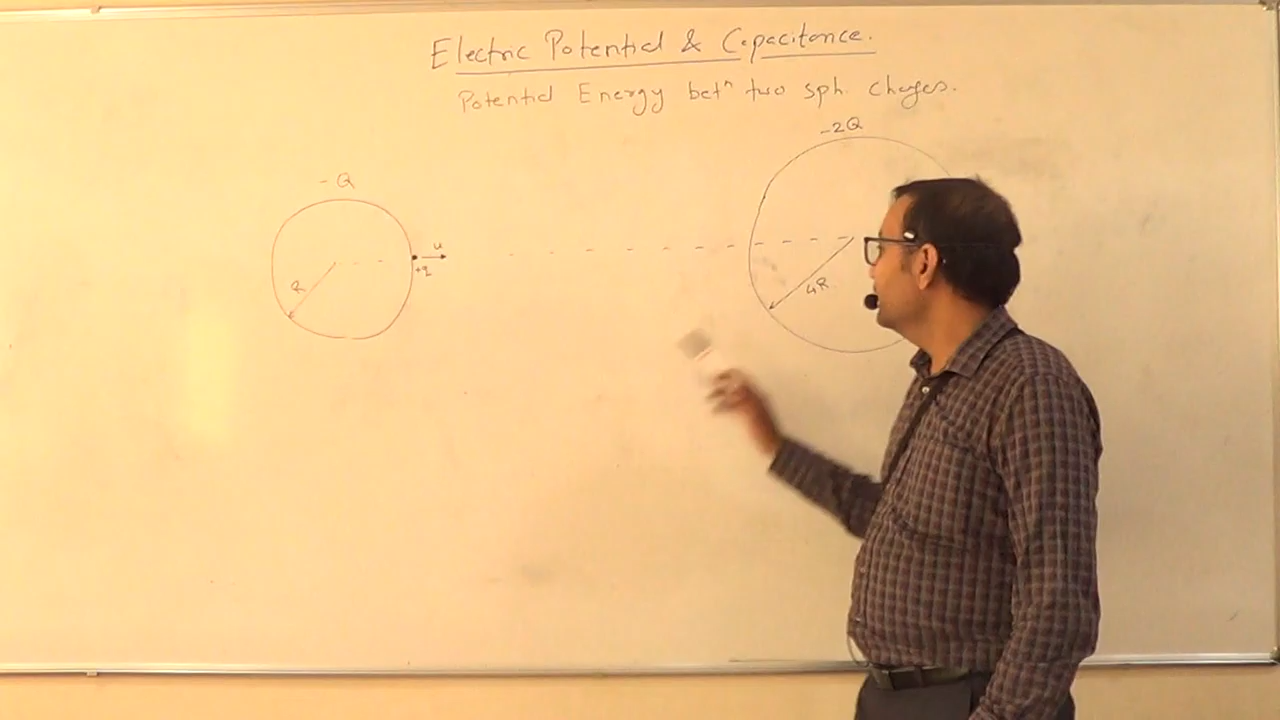 Electric Potential & Capacitance.
Potential Energy betⁿ two sph. charges.
-2Q
-Q
u
+q
R
4R